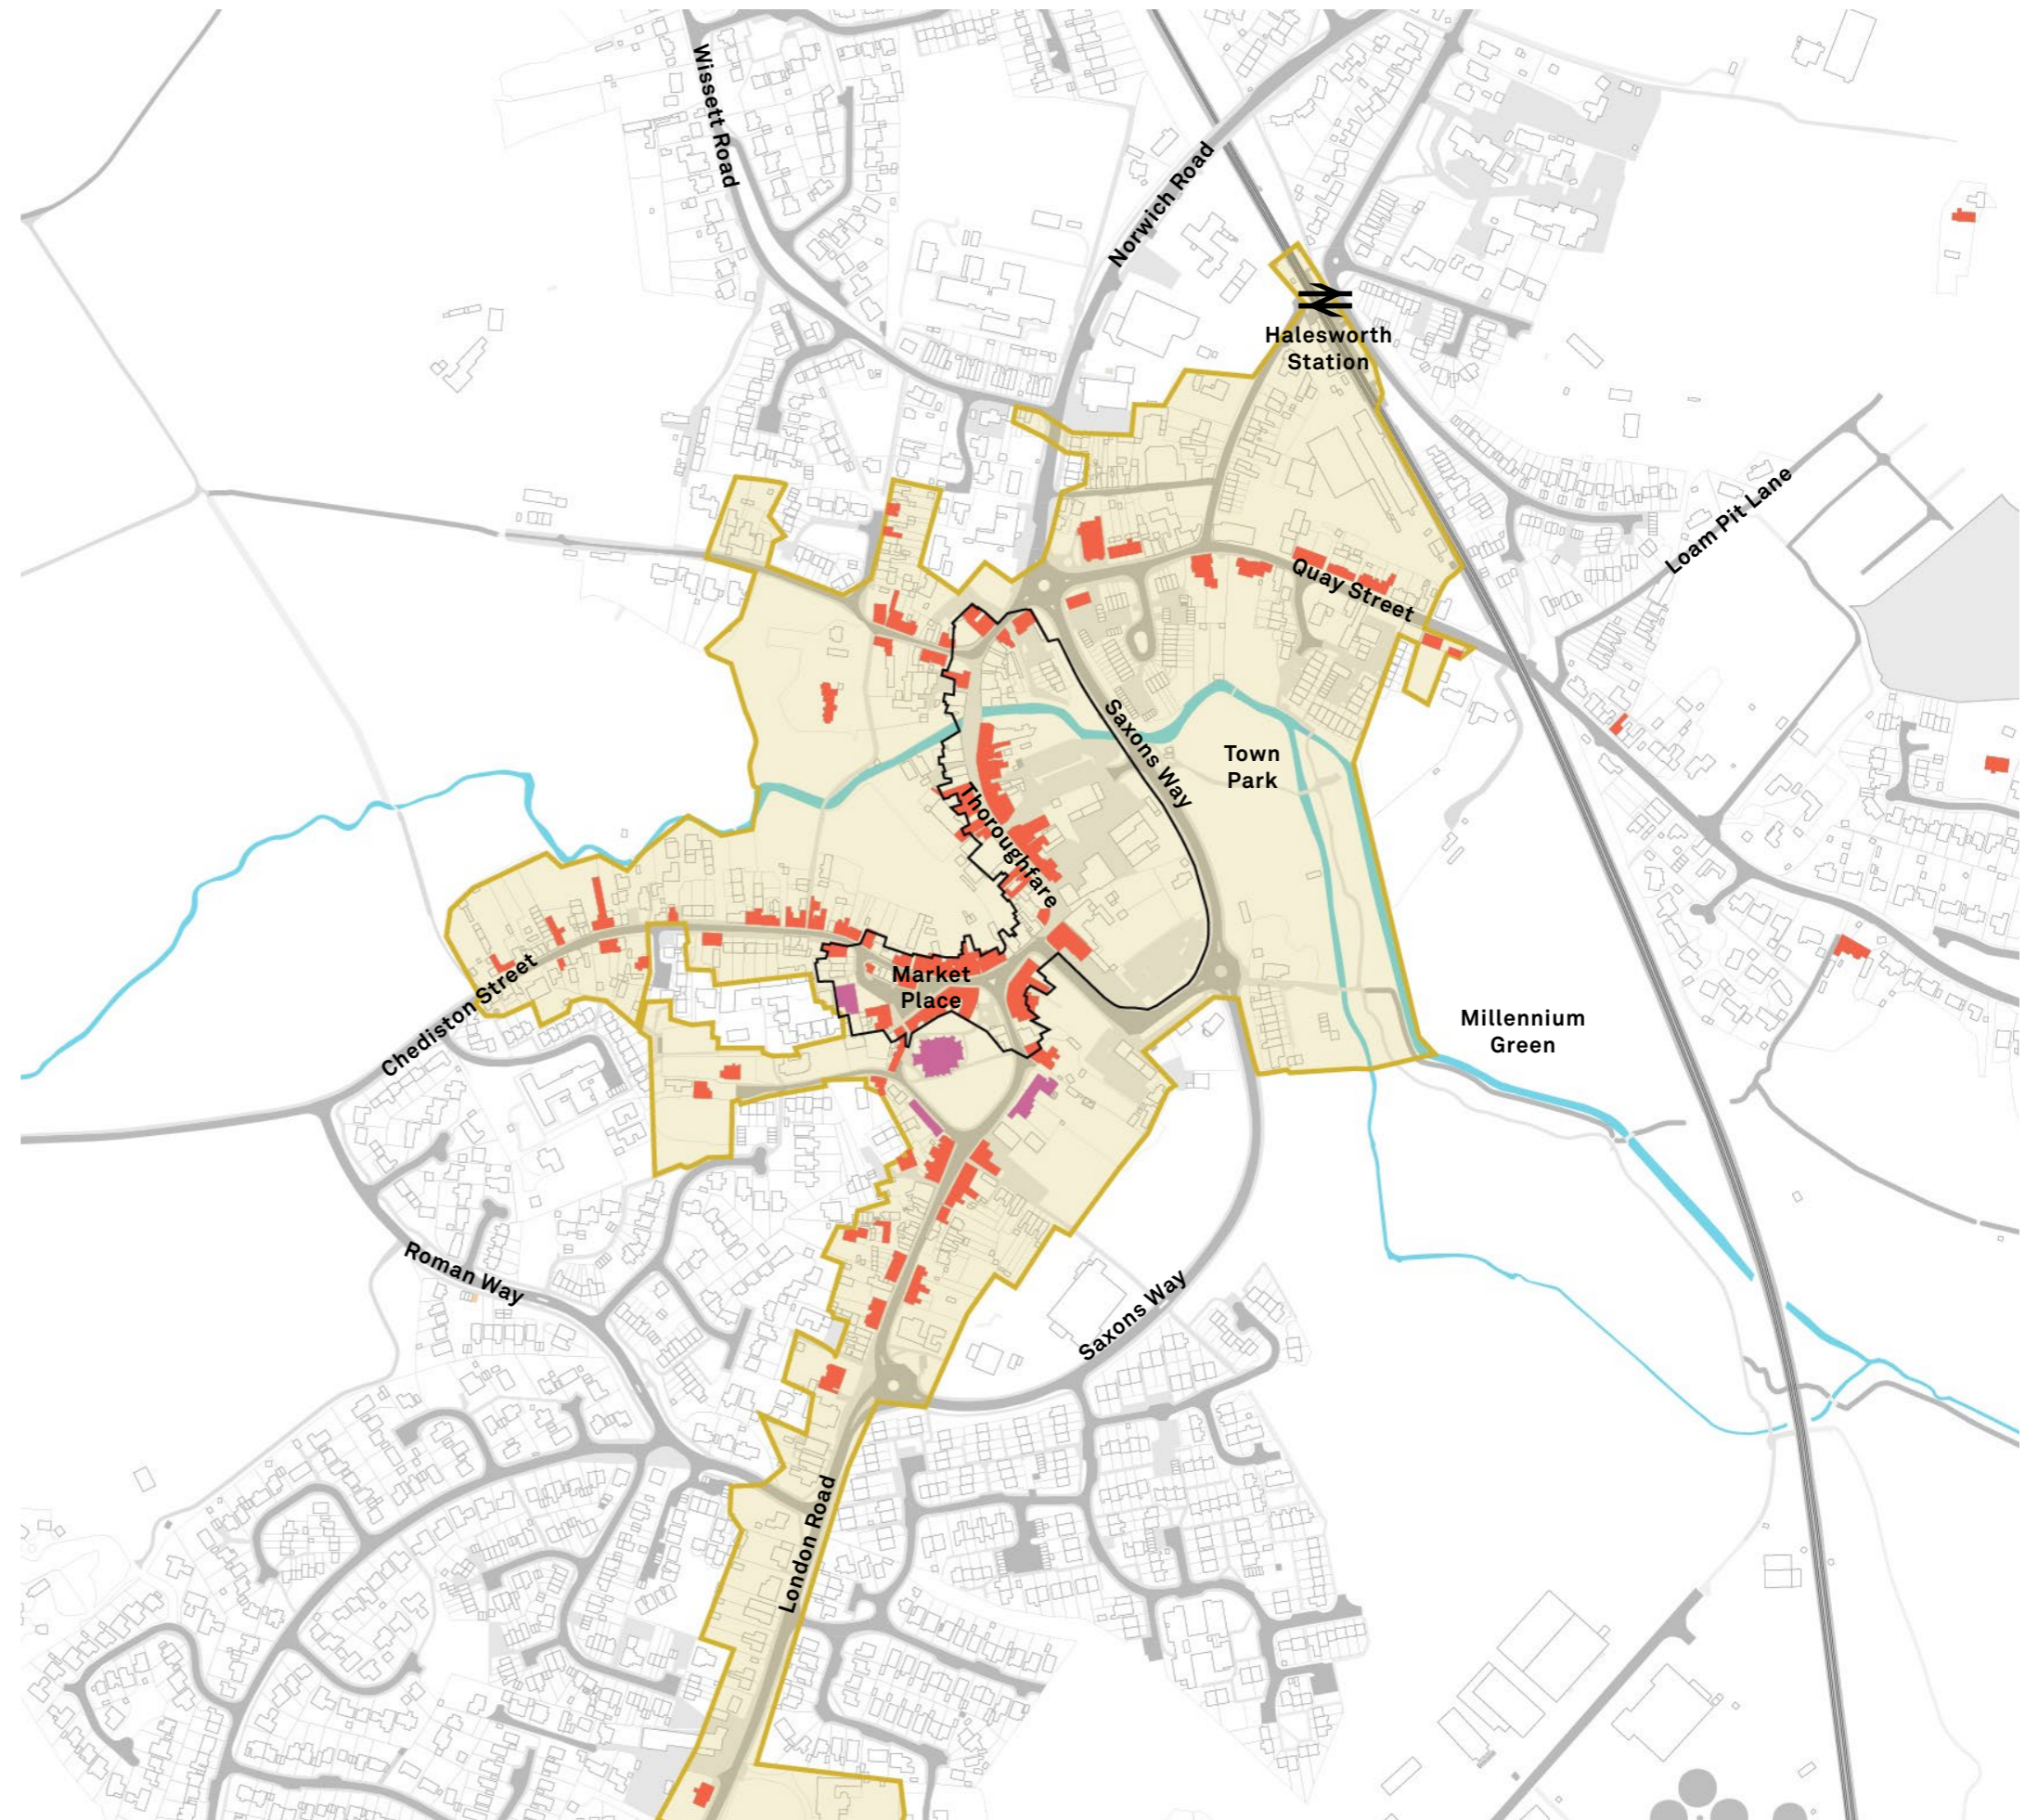 Wissett Road
Norwich Road
Halesworth
Station
Loam Pit Lane
Quay Street
Saxons Way
Town
Park
Thoroughfare
Market
Place
Chediston Street
Millennium
Green
Roman Way
Saxons Way
London Road